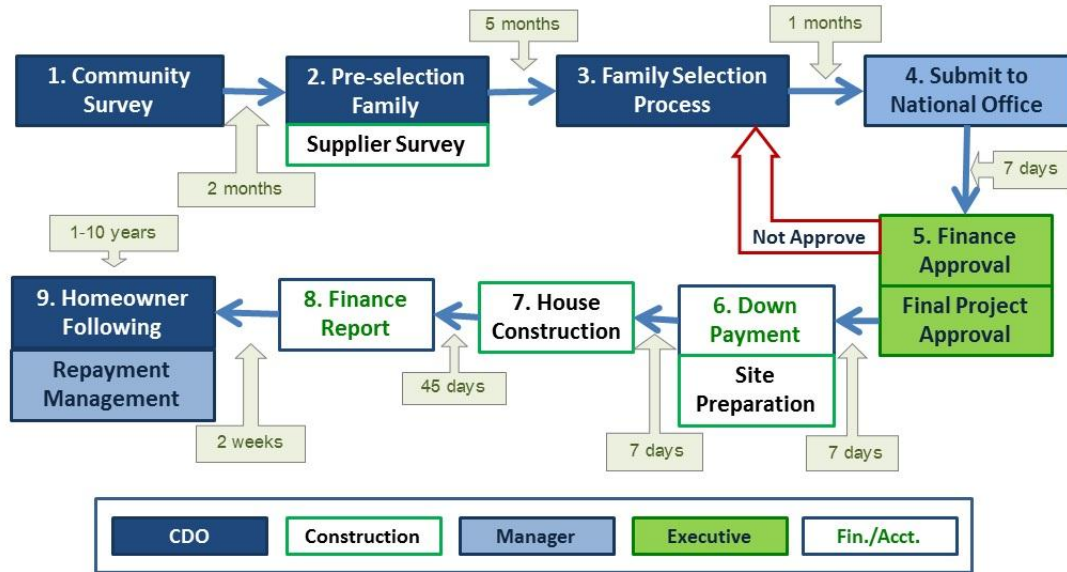 5 months
1 months
1. Community
Survey
2. Pre-selection
Family
3. Family Selection
Process
4. Submit to
National Office
Supplier Survey
2 months
7 days
1-10 years
Not Approve
5. Finance
Approval
Final Project
Approval
9. Homeowner
Following
8. Finance
Report
7. House
Construction
6. Down
Payment
Repayment
Management
Site
Preparation
45 days
2 weeks
7 days
7 days
CDO
Construction
Manager
Executive
Fin./Acct.